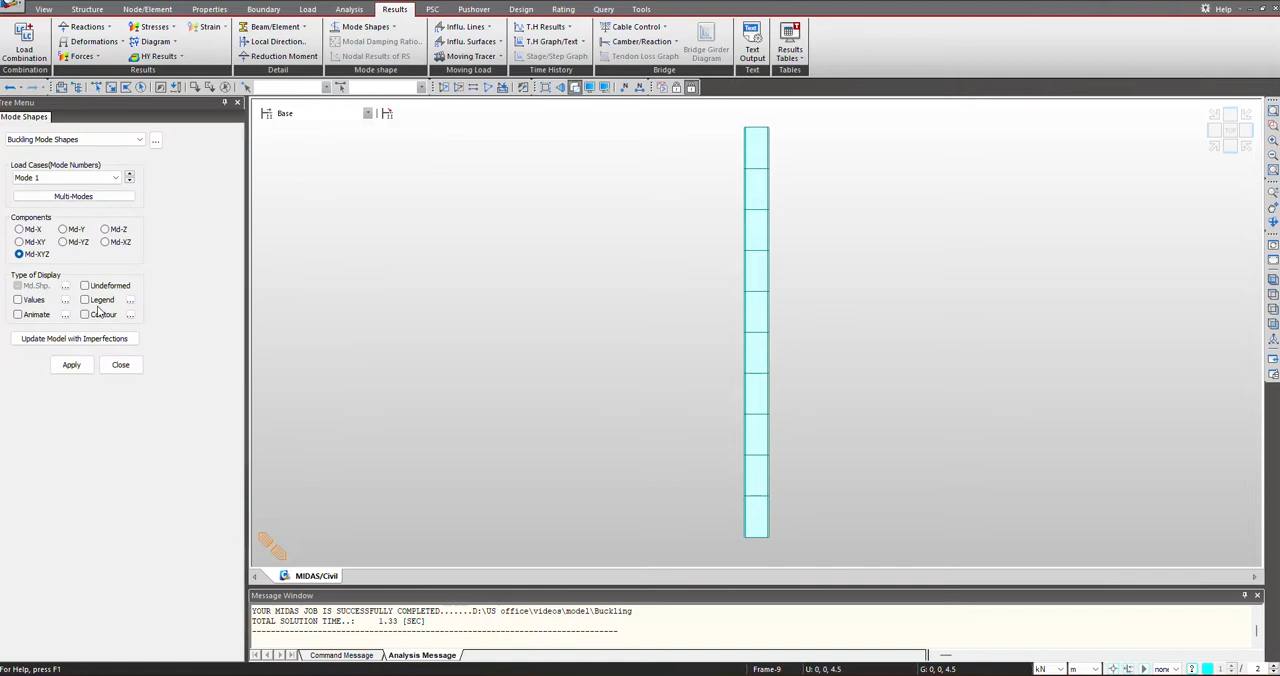 View Structure Node/Element Properties Boundary Load Analysis Results PSC Pushover Design Rating Query Tools Help
Load Combination
Reactions
Deformations
Forces
Stresses
Diagram
HY Results
Strain
Beam/Element
Local Direction..
Reduction Moment
Mode Shapes
Modal Damping Ratio..
Nodal Results of RS
Influ. Lines
Influ. Surfaces
Moving Tracer
T.H Results
T.H Graph/Text
Stage/Step Graph
Cable Control
Camber/Reaction
Tendon Loss Graph
Bridge Girder Diagram
Text Output
Results Tables
Combination Results Detail Mode shape Moving Load Time History Bridge Text Tables
Tree Menu
Mode Shapes
Base
TOP
Buckling Mode Shapes
...
Load Cases(Mode Numbers)
Mode 1
Multi-Modes
Components
Md-X Md-Y Md-Z
Md-XY Md-YZ Md-XZ
Md-XYZ
Type of Display
Md.Shp. ... Undeformed
Values ... Legend ...
Animate ... Contour ...
Update Model with Imperfections
Apply Close
MIDAS/Civil
Message Window
YOUR MIDAS JOB IS SUCCESSFULLY COMPLETED.......D:\US office\videos\model\Buckling
TOTAL SOLUTION TIME..: 1.33 [SEC]
Command Message Analysis Message
For Help, press F1 Frame-9 U: 0, 0, 4.5 G: 0, 0, 4.5 kN m none 1 / 2